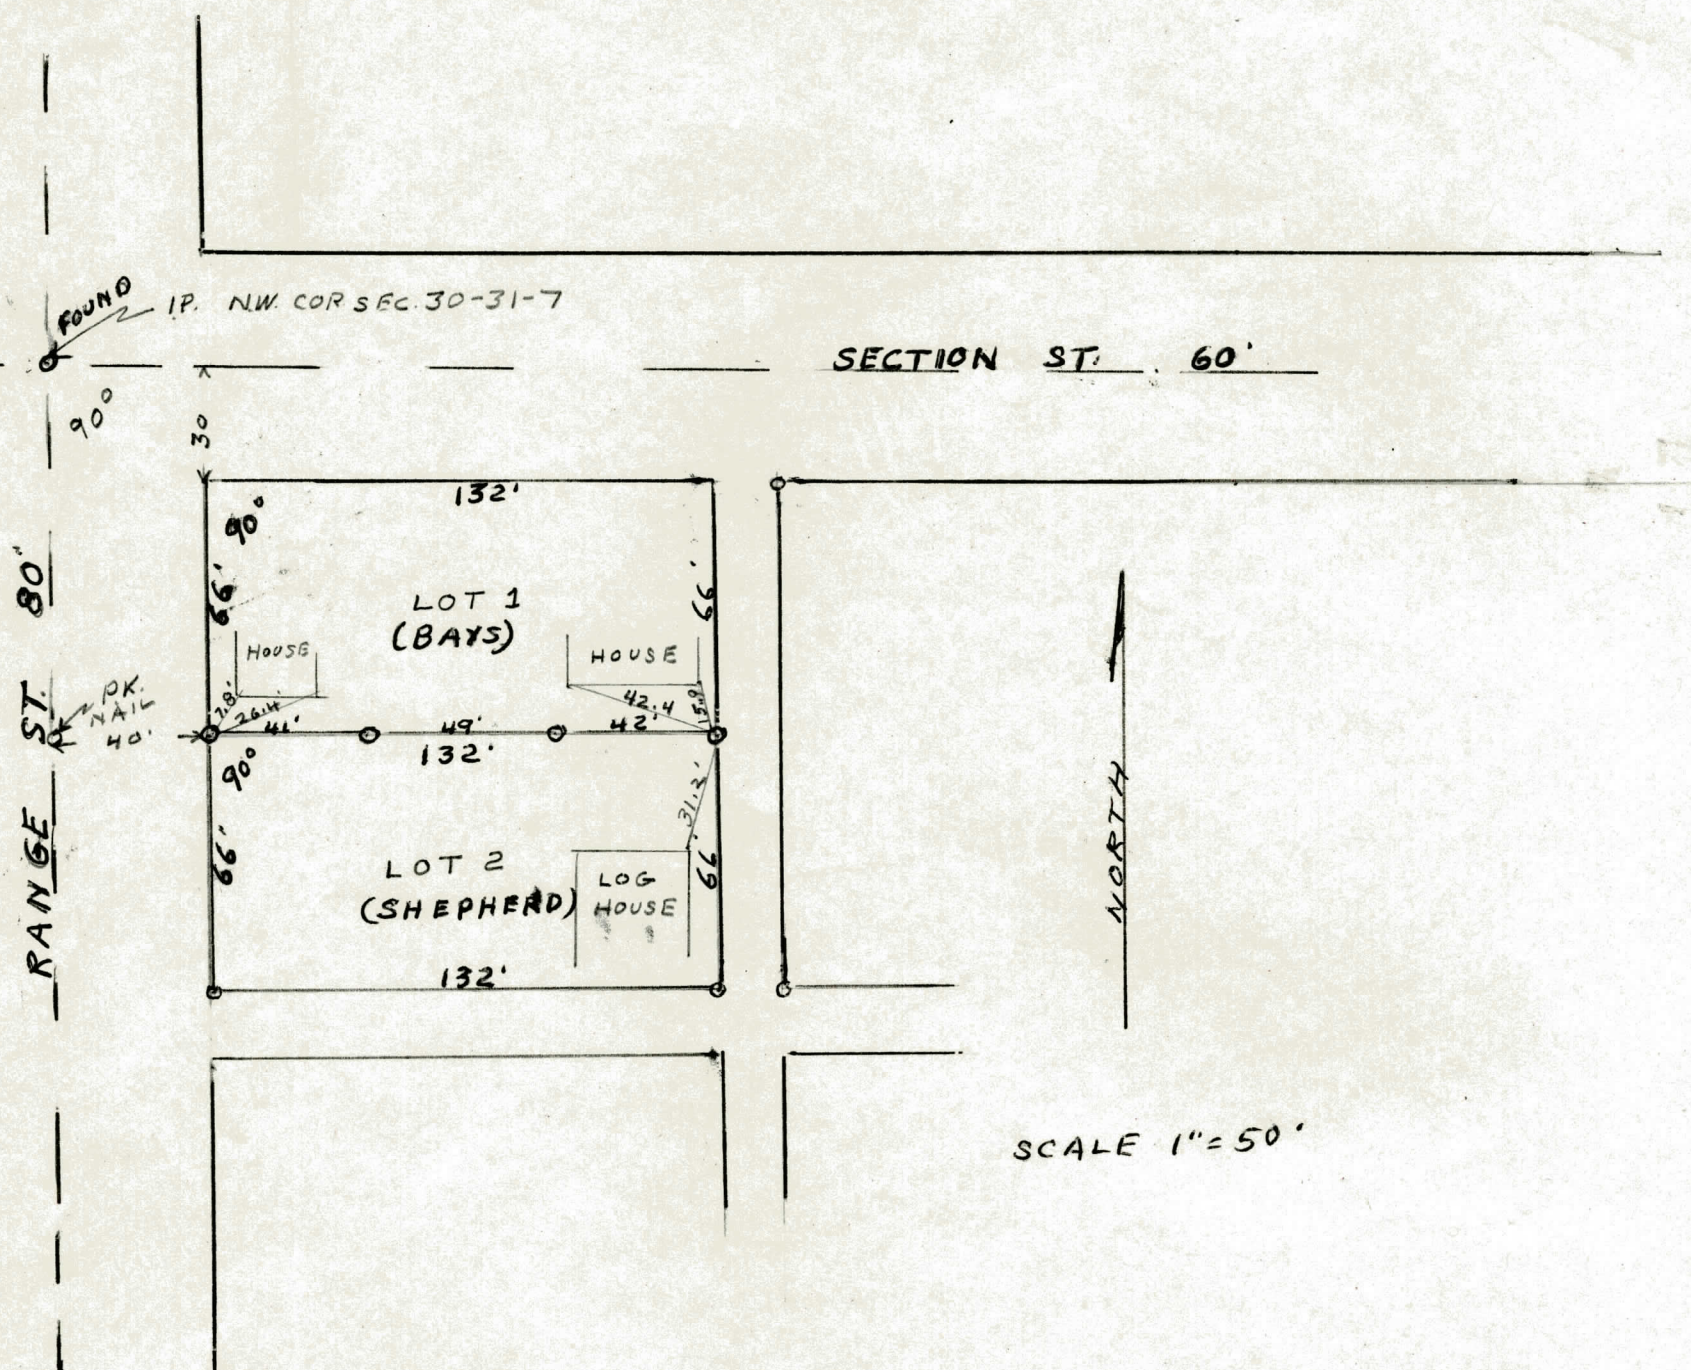 FOUND
I.P. N.W. COR SEC. 30-31-7
SECTION ST. 60'
90°
30
132'
90°
RANGE ST. 80"
66'
66'
LOT 1
(BAYS)
HOUSE
HOUSE
P.K.
NAIL
40'
7.8'
26.4
42.4
15.9
41'
49'
42'
132'
90°
31.2'
66"
66
LOT 2
(SHEPHERD)
LOG
HOUSE
132'
NORTH
SCALE 1"=50'